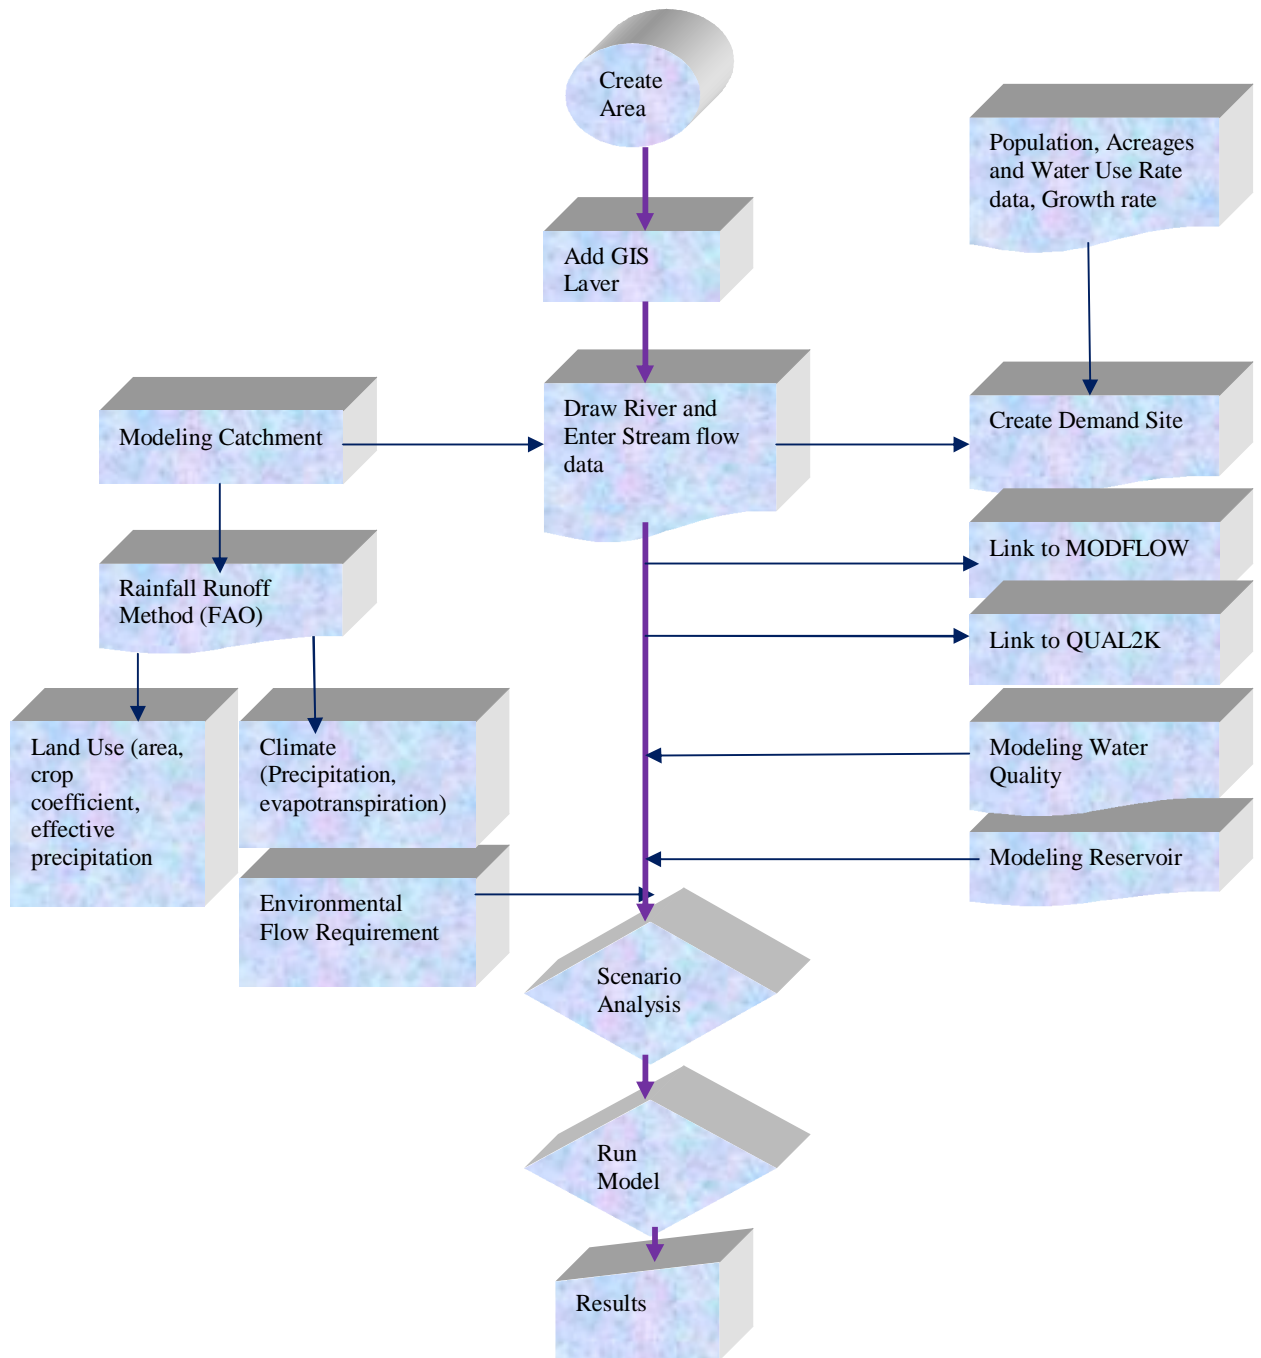 Create
Area
Population, Acreages
and Water Use Rate
data, Growth rate
Add GIS
Laver
Draw River and
Enter Stream flow
data
Modeling Catchment
Create Demand Site
Link to MODFLOW
Rainfall Runoff
Method (FAO)
Link to QUAL2K
Land Use (area,
crop
coefficient,
effective
precipitation
Climate
(Precipitation,
evapotranspiration)
Modeling Water
Quality
Modeling Reservoir
Environmental
Flow Requirement
Scenario
Analysis
Run
Model
Results